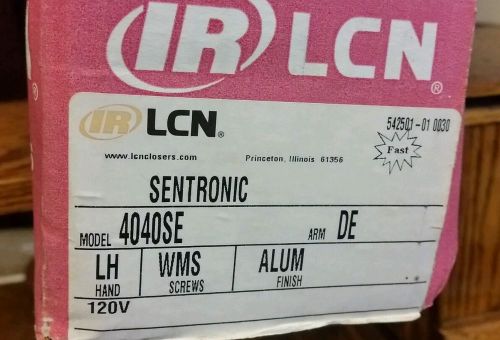 IR LCN®
IR LCN®
542501-01 0030
Fast
www.lcnclosers.com
Princeton, Illinois 61356
SENTRONIC
MODEL 4040SE ARM DE
LH WMS ALUM
HAND SCREWS FINISH
120V